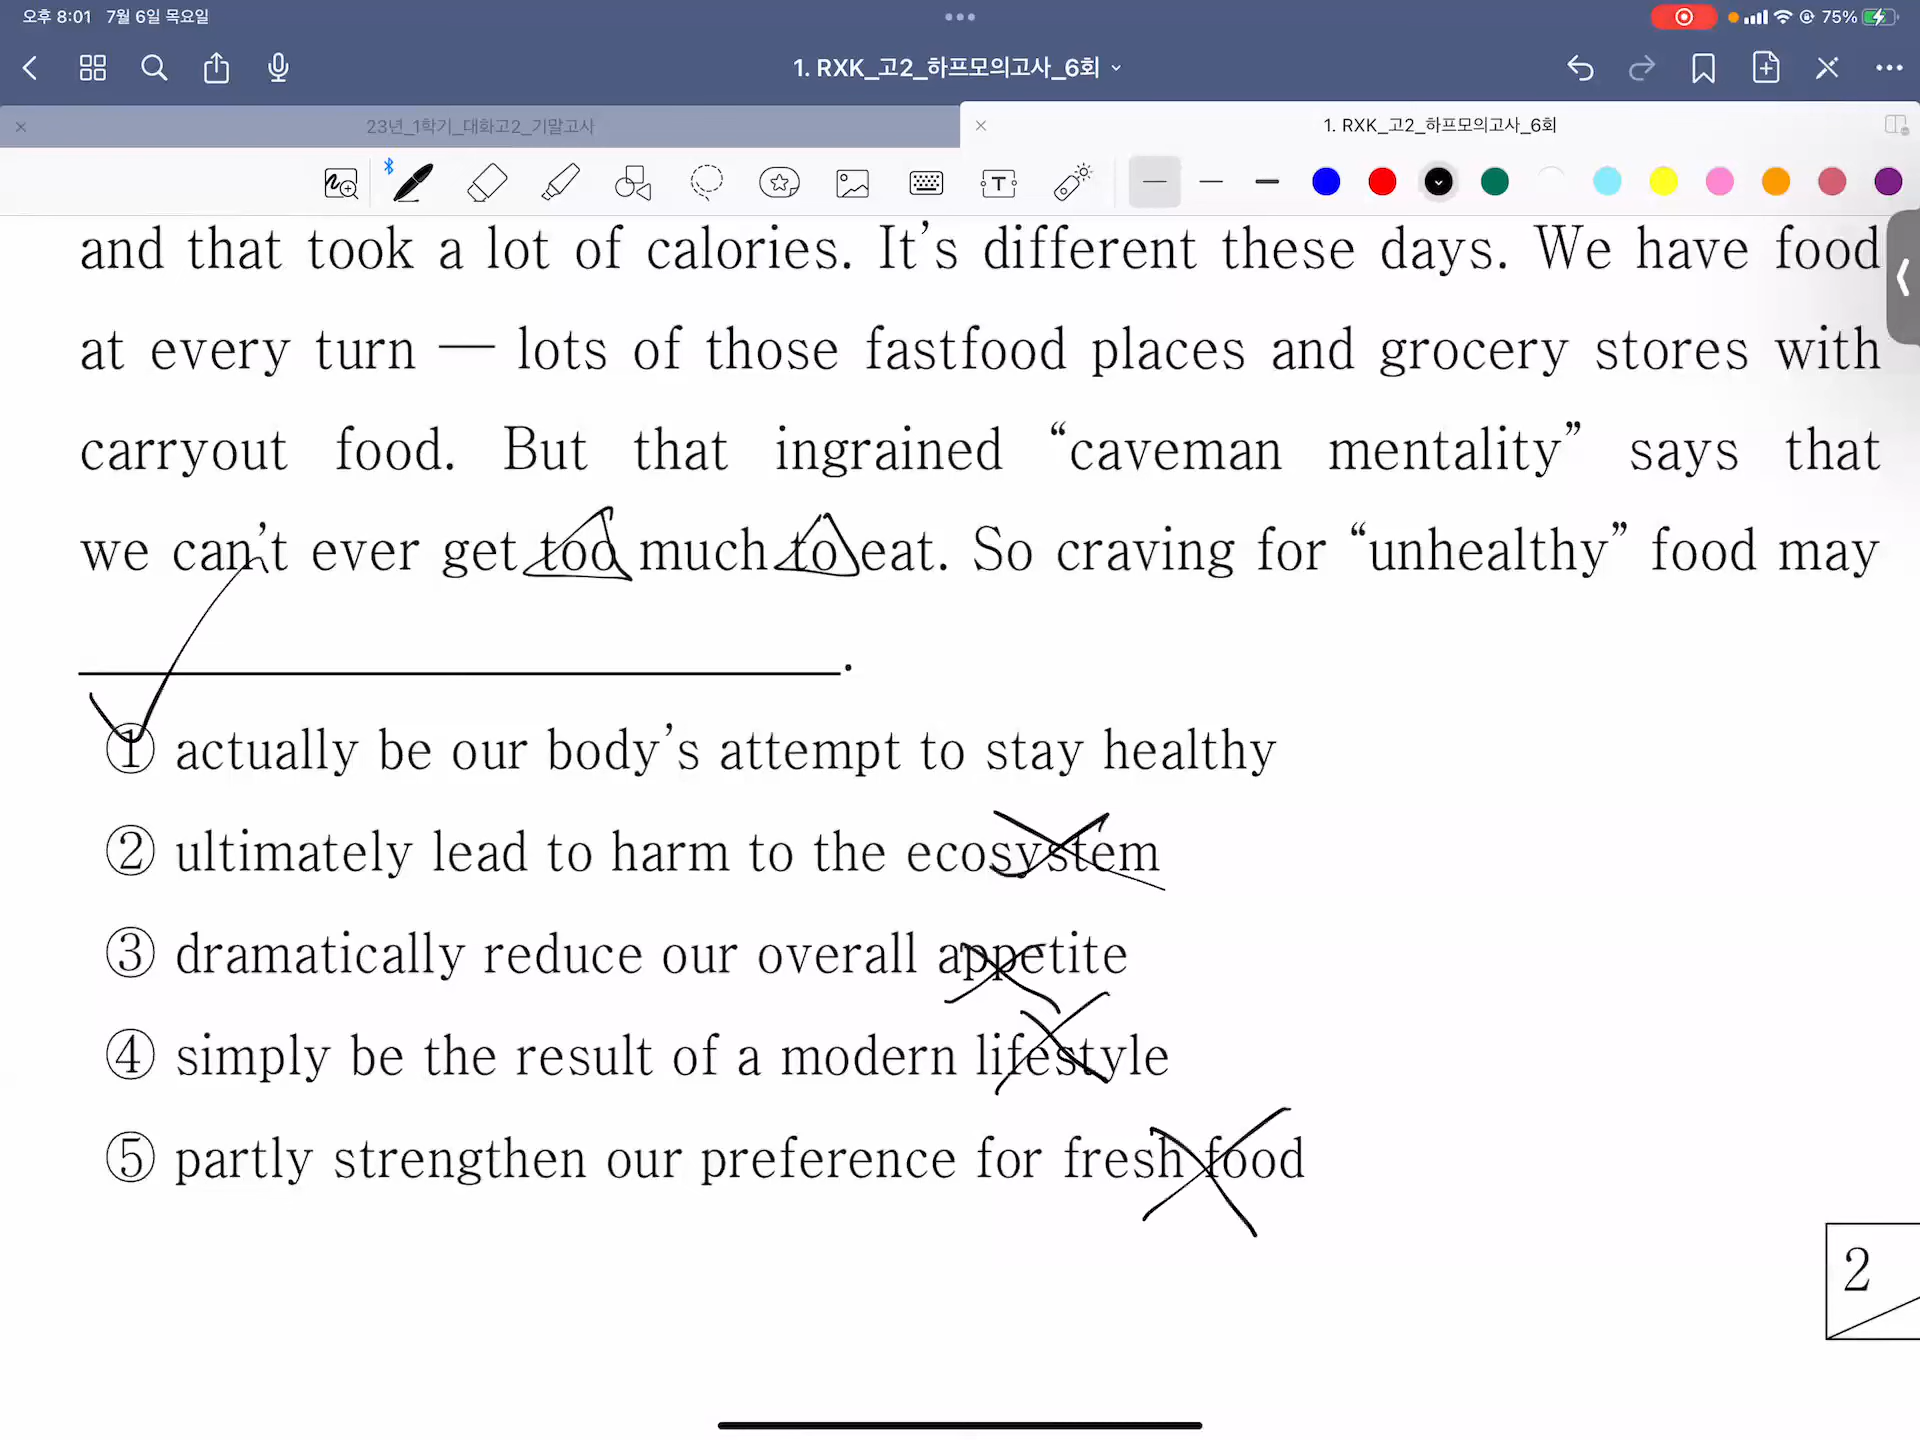 오후 8:01 7월 6일 목요일
75%
1. RXK_고2_하프모의고사_6회
23년_1학기_대화고2_기말고사
1. RXK_고2_하프모의고사_6회
and that took a lot of calories. It's different these days. We have food
at every turn — lots of those fastfood places and grocery stores with
carryout food. But that ingrained “caveman mentality” says that
we can't ever get too much to eat. So craving for “unhealthy” food may
.
① actually be our body's attempt to stay healthy
② ultimately lead to harm to the ecosystem
③ dramatically reduce our overall appetite
④ simply be the result of a modern lifestyle
⑤ partly strengthen our preference for fresh food
2